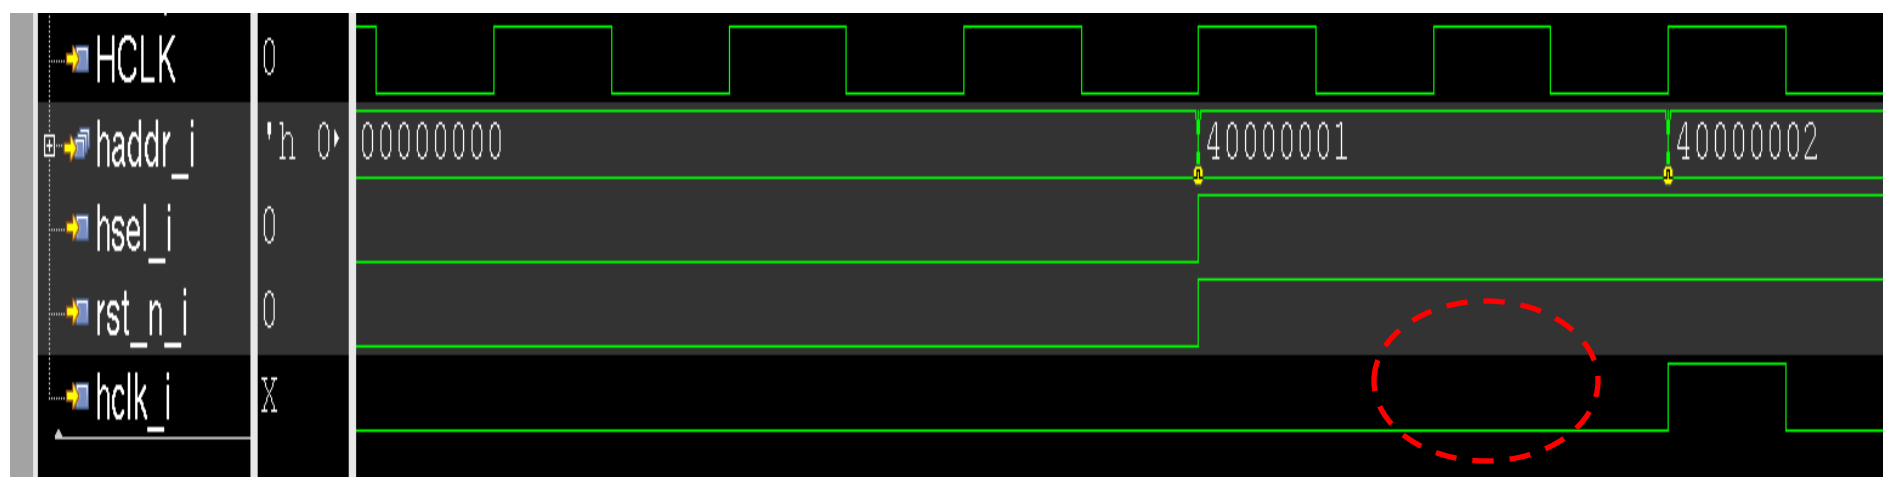 HCLK 0
haddr_i 'h 0 00000000 40000001 40000002
hsel_i 0
rst_n_i 0
hclk_i X